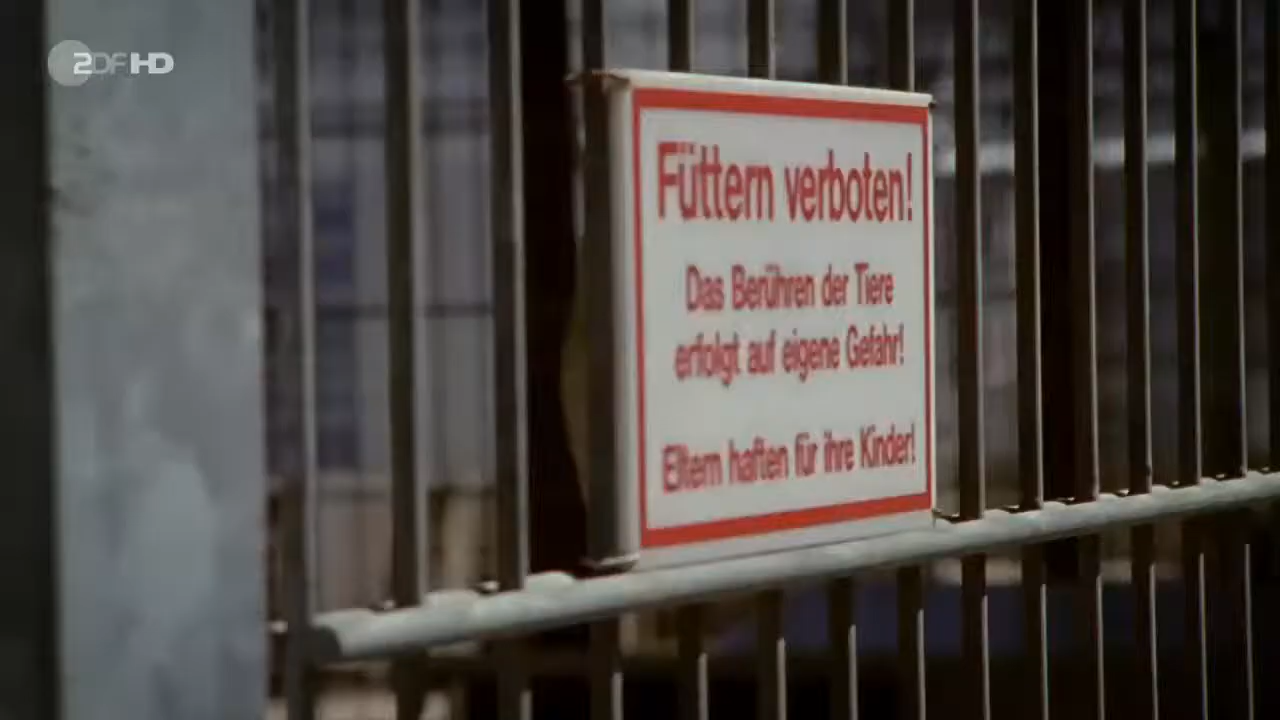 2DF HD
Füttern verboten!
Das Berühren der Tiere
erfolgt auf eigene Gefahr!
Eltern haften für ihre Kinder!